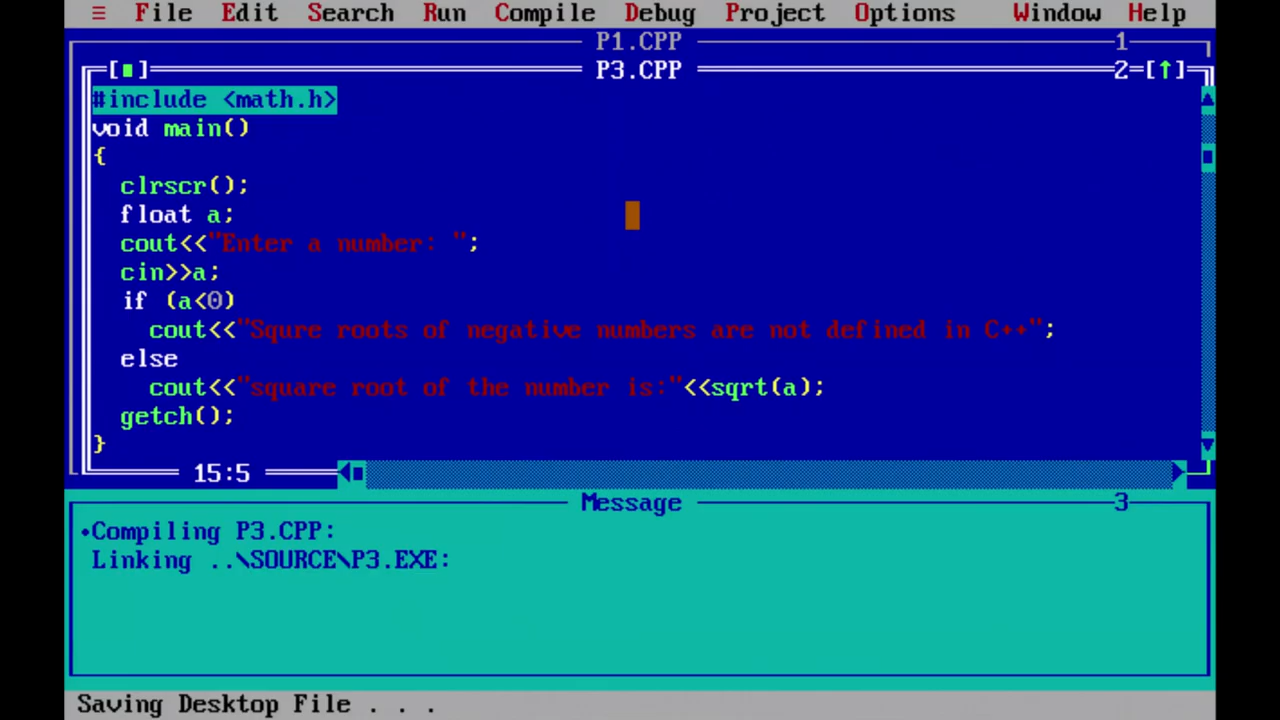 ≡ File Edit Search Run Compile Debug Project Options Window Help
P1.CPP 1
[■] P3.CPP 2=[↑]
#include <math.h>
void main()
{
clrscr();
float a;
cout<<"Enter a number: ";
cin>>a;
if (a<0)
cout<<"Squre roots of negative numbers are not defined in C++";
else
cout<<"square root of the number is:"<<sqrt(a);
getch();
}
15:5
Message 3
•Compiling P3.CPP:
Linking ..\SOURCE\P3.EXE:
Saving Desktop File . . .